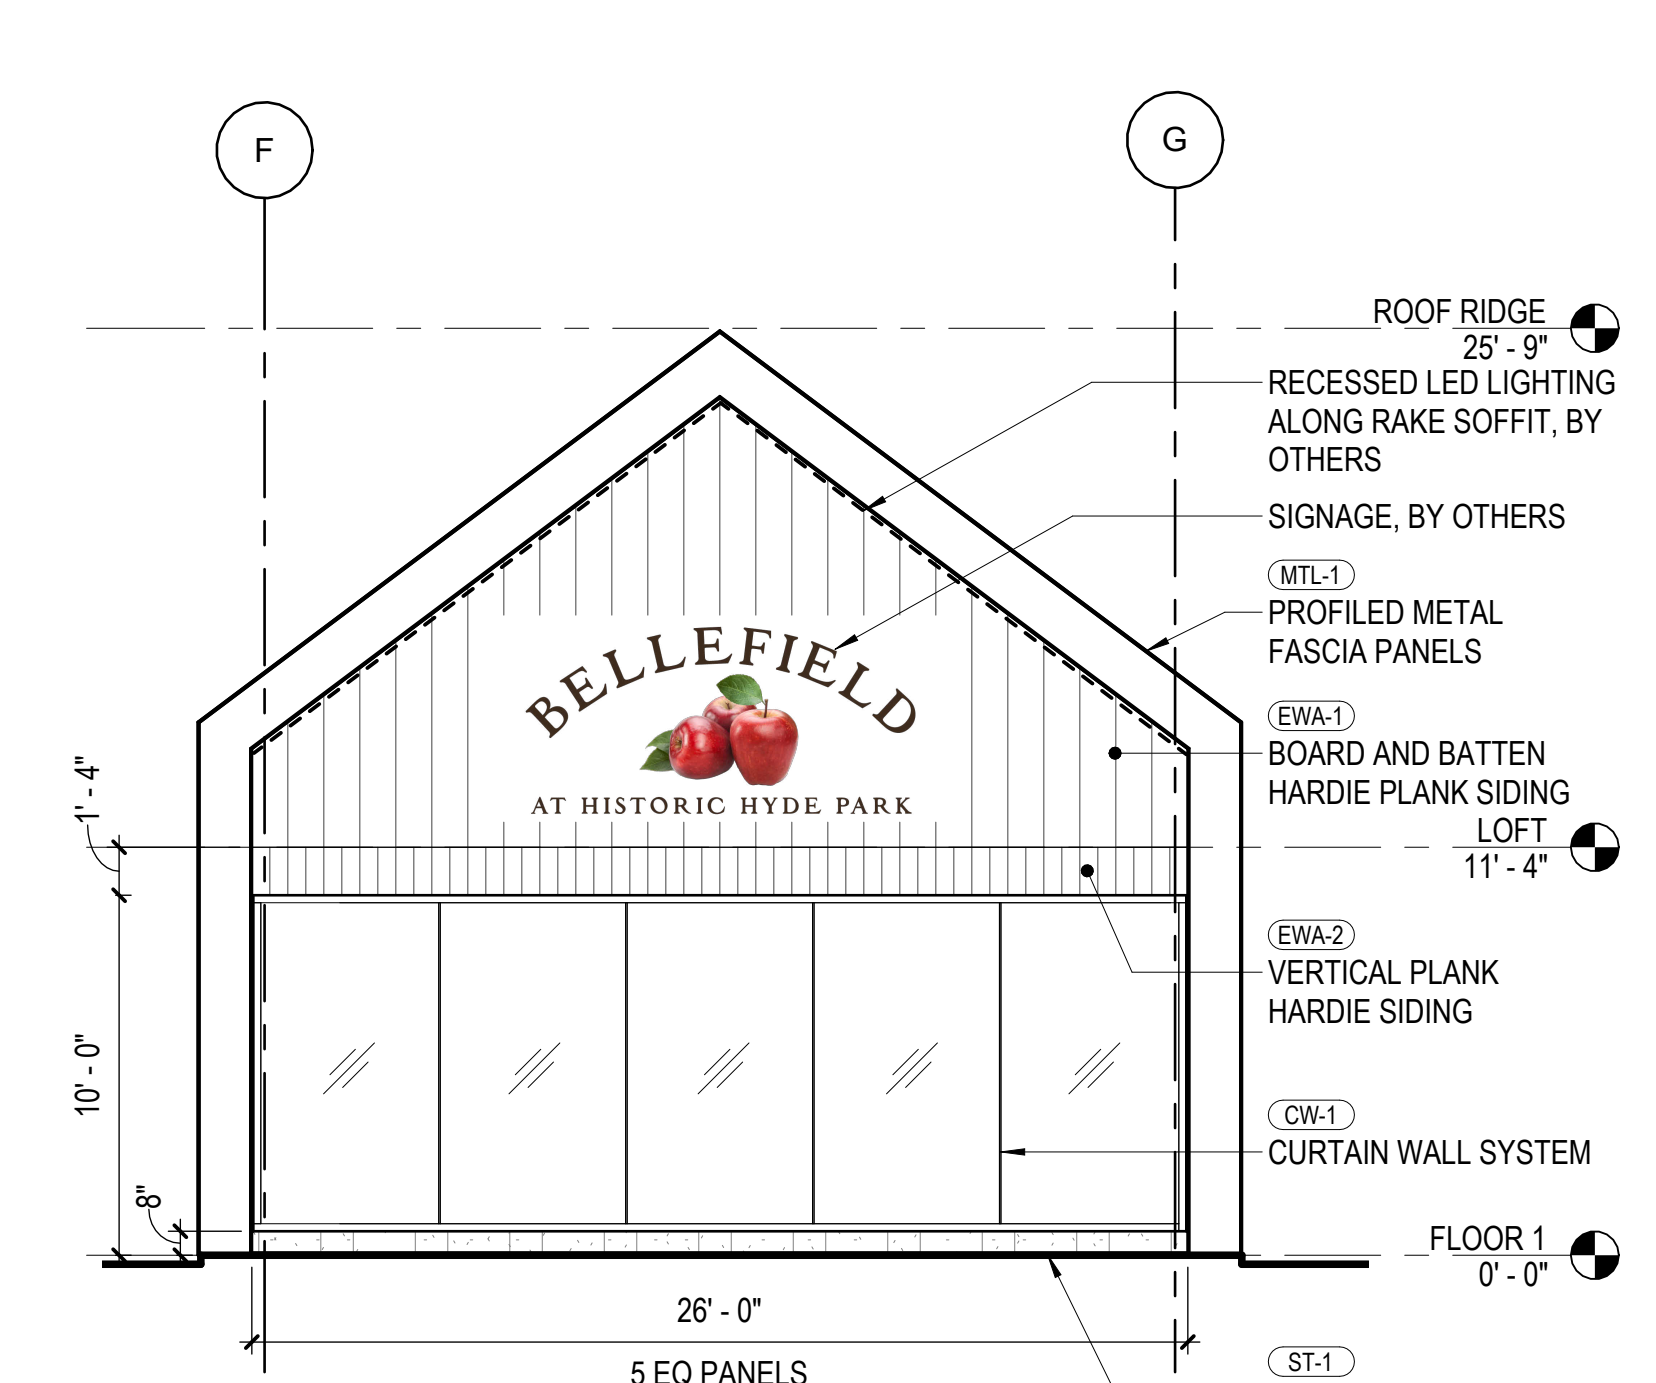 F
G
ROOF RIDGE
25' - 9"
RECESSED LED LIGHTING
ALONG RAKE SOFFIT, BY
OTHERS
SIGNAGE, BY OTHERS
MTL-1
PROFILED METAL
FASCIA PANELS
BELLEFIELD
AT HISTORIC HYDE PARK
EWA-1
BOARD AND BATTEN
HARDIE PLANK SIDING
LOFT
11' - 4"
1' - 4"
EWA-2
VERTICAL PLANK
HARDIE SIDING
10' - 0"
CW-1
CURTAIN WALL SYSTEM
8"
FLOOR 1
0' - 0"
26' - 0"
5 EQ PANELS
ST-1